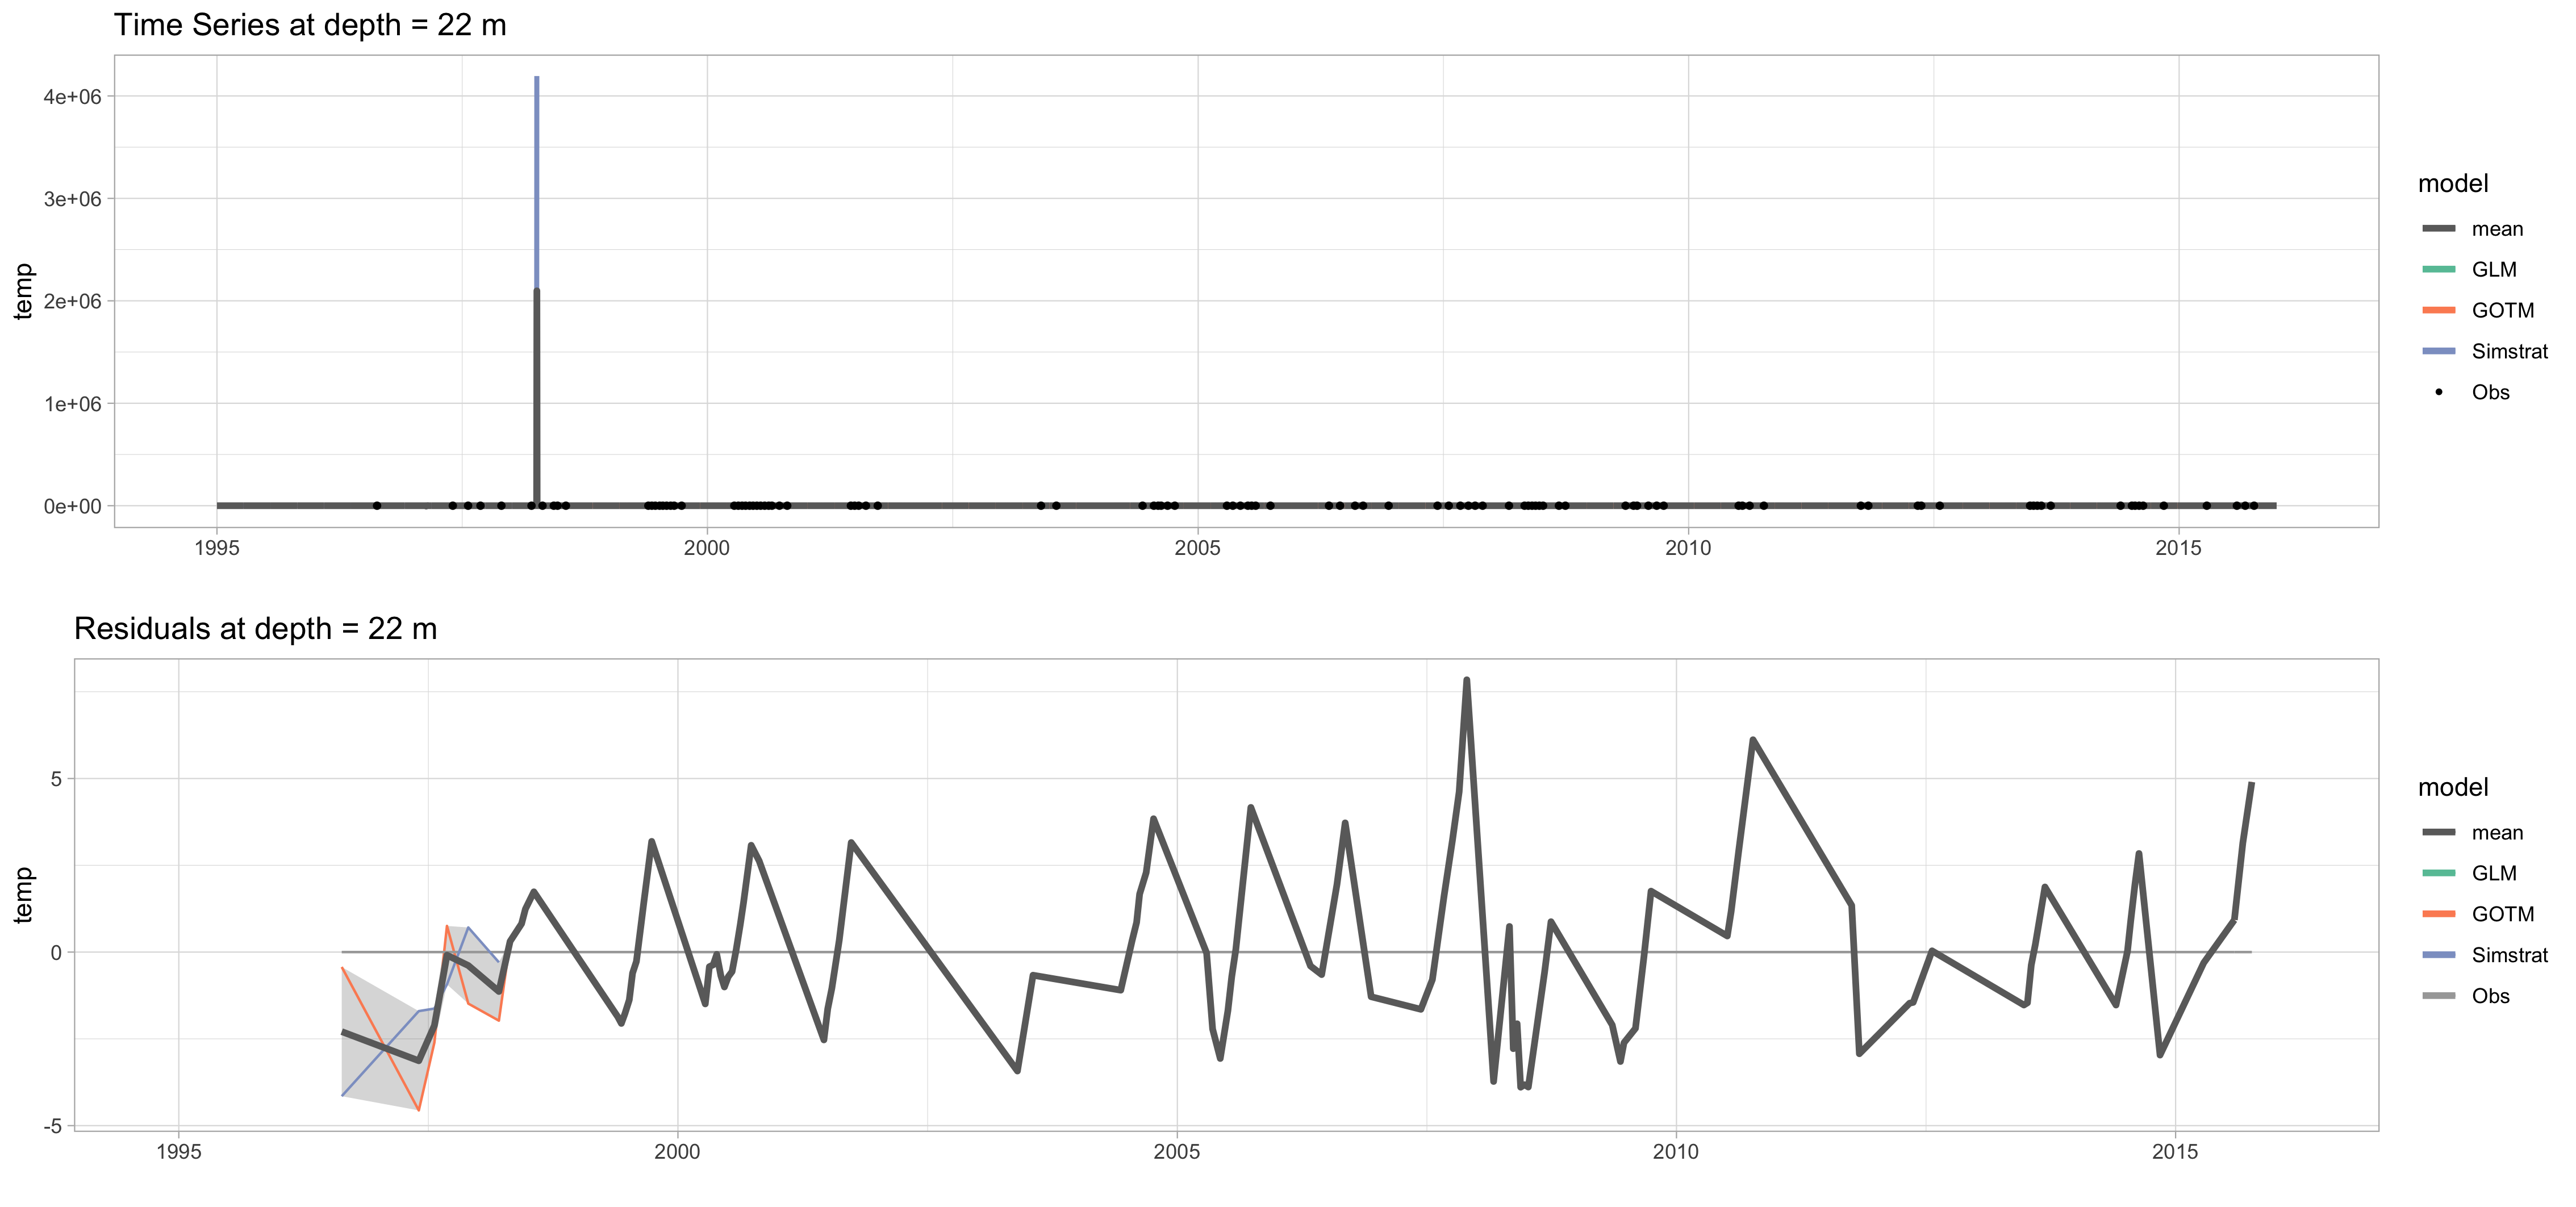 Time Series at depth = 22 m
4e+06
3e+06
2e+06
1e+06
0e+00
temp
1995 2000 2005 2010 2015
model
mean
GLM
GOTM
Simstrat
Obs
Residuals at depth = 22 m
5
0
-5
temp
1995 2000 2005 2010 2015
model
mean
GLM
GOTM
Simstrat
Obs